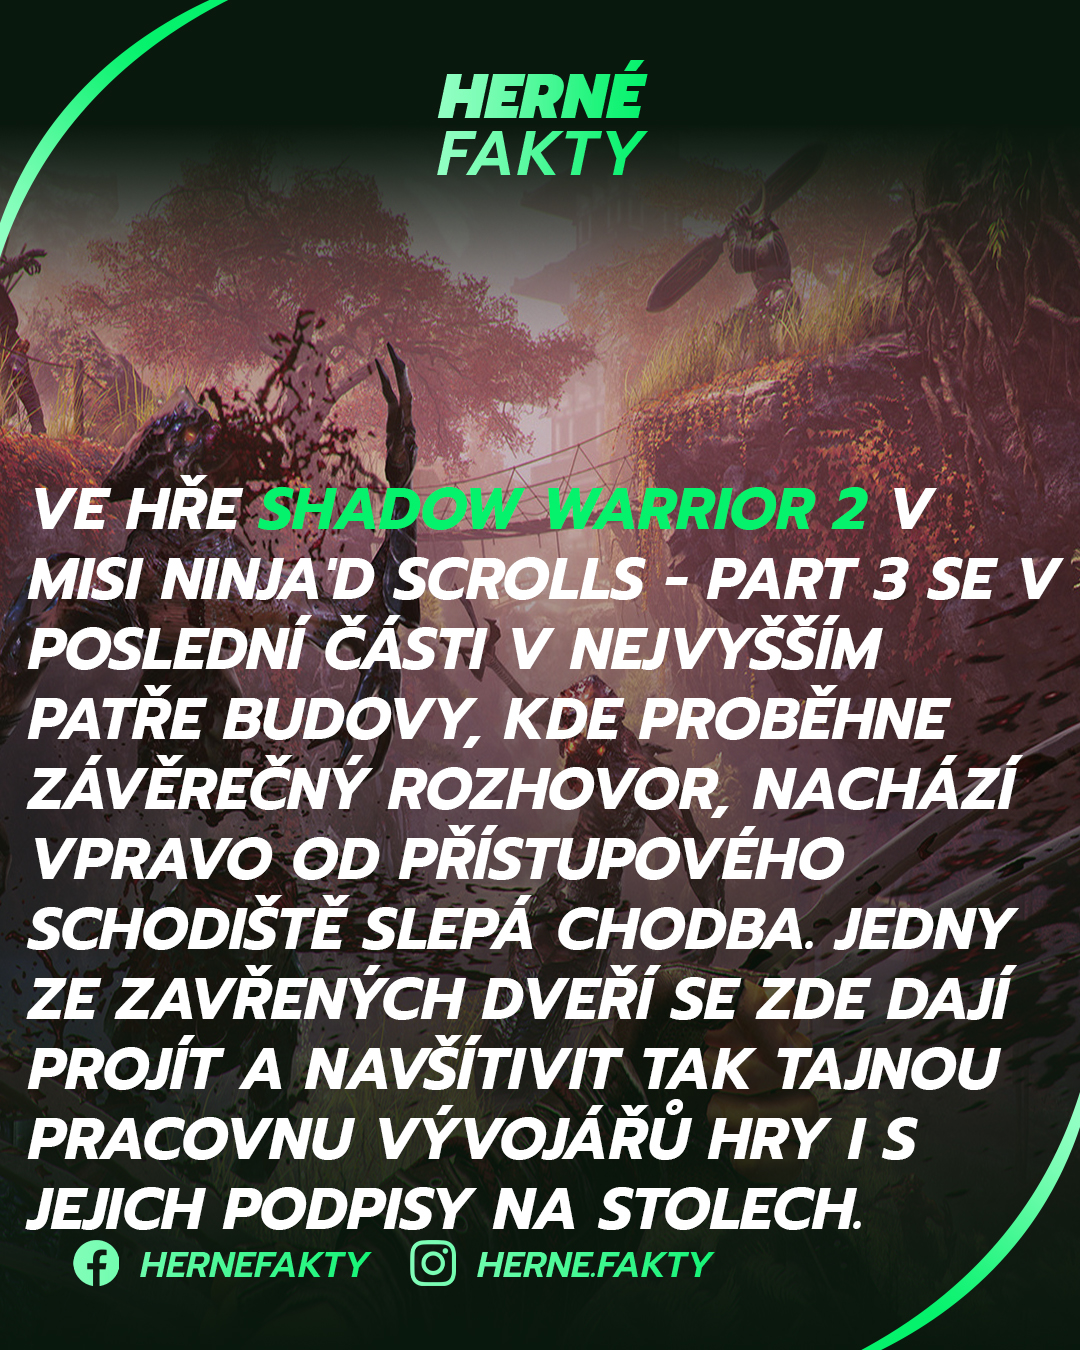 HERNÉ
FAKTY
VE HŘE SHADOW WARRIOR 2 V
MISI NINJA'D SCROLLS - PART 3 SE V
POSLEDNÍ ČÁSTI V NEJVYŠŠÍM
PATŘE BUDOVY, KDE PROBĚHNE
ZÁVĚREČNÝ ROZHOVOR, NACHÁZÍ
VPRAVO OD PŘÍSTUPOVÉHO
SCHODIŠTĚ SLEPÁ CHODBA. JEDNY
ZE ZAVŘENÝCH DVEŘÍ SE ZDE DAJÍ
PROJÍT A NAVŠÍTIVIT TAK TAJNOU
PRACOVNU VÝVOJÁŘŮ HRY I S
JEJICH PODPISY NA STOLECH.
HERNEFAKTY HERNE.FAKTY